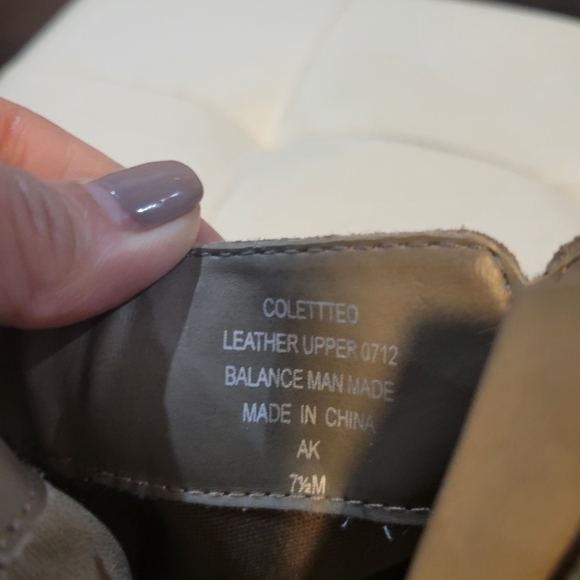 COLETTTEO
LEATHER UPPER 0712
BALANCE MAN MADE
MADE IN CHINA
AK
7½M